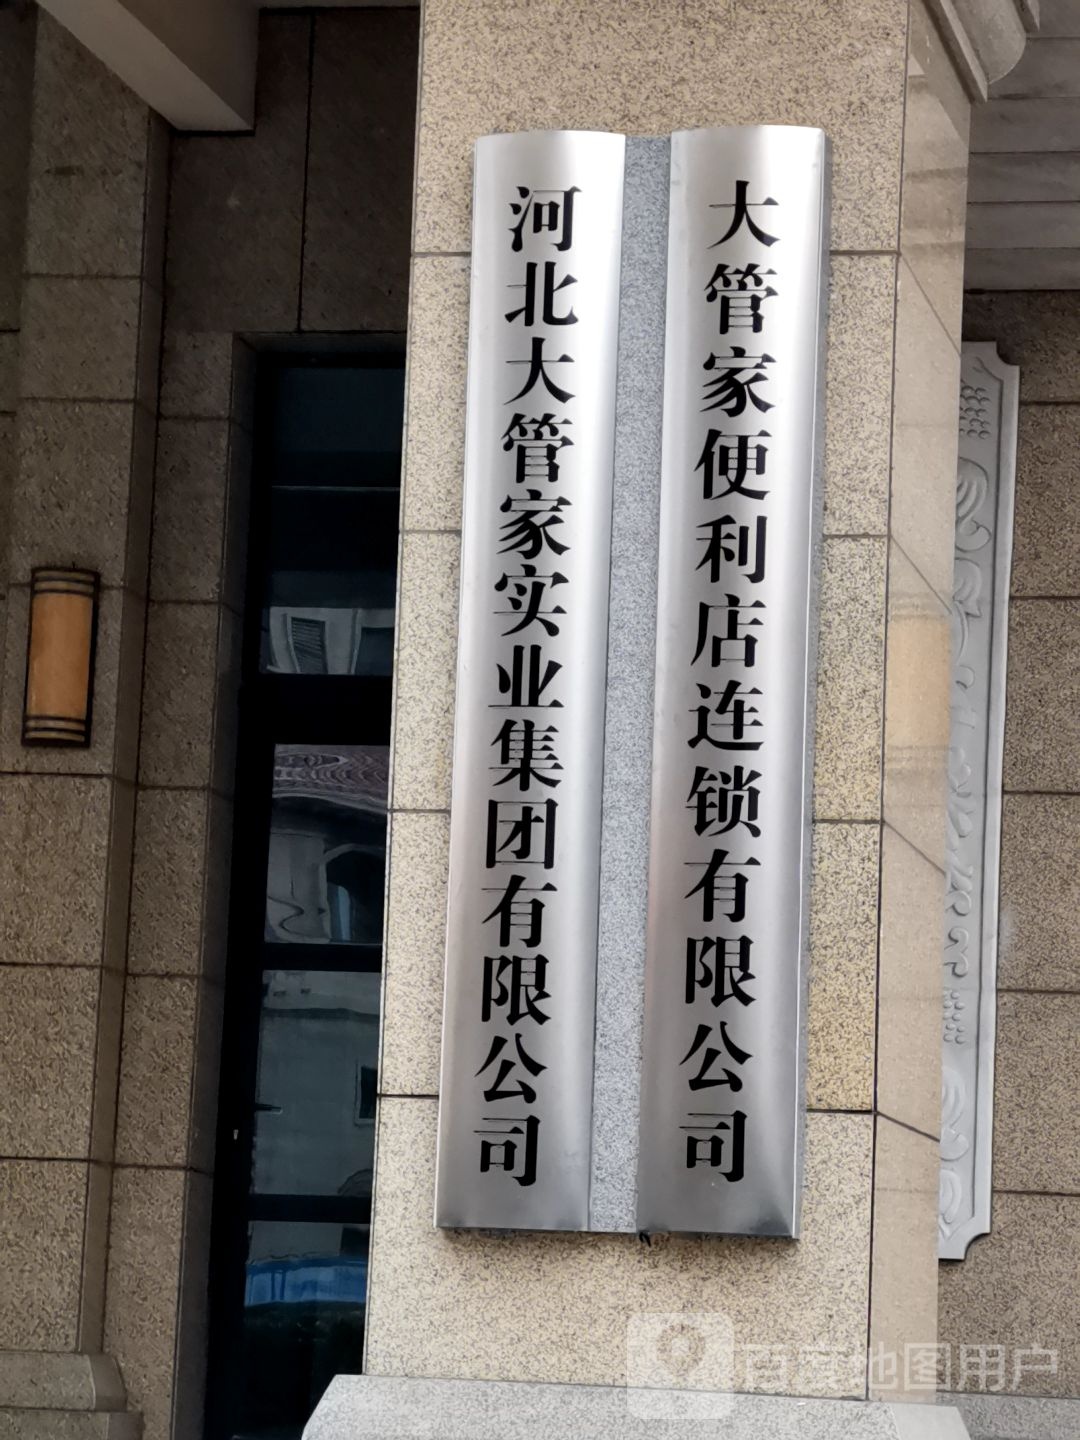 河北大管家实业集团有限公司
大管家便利店连锁有限公司
百度地图用户